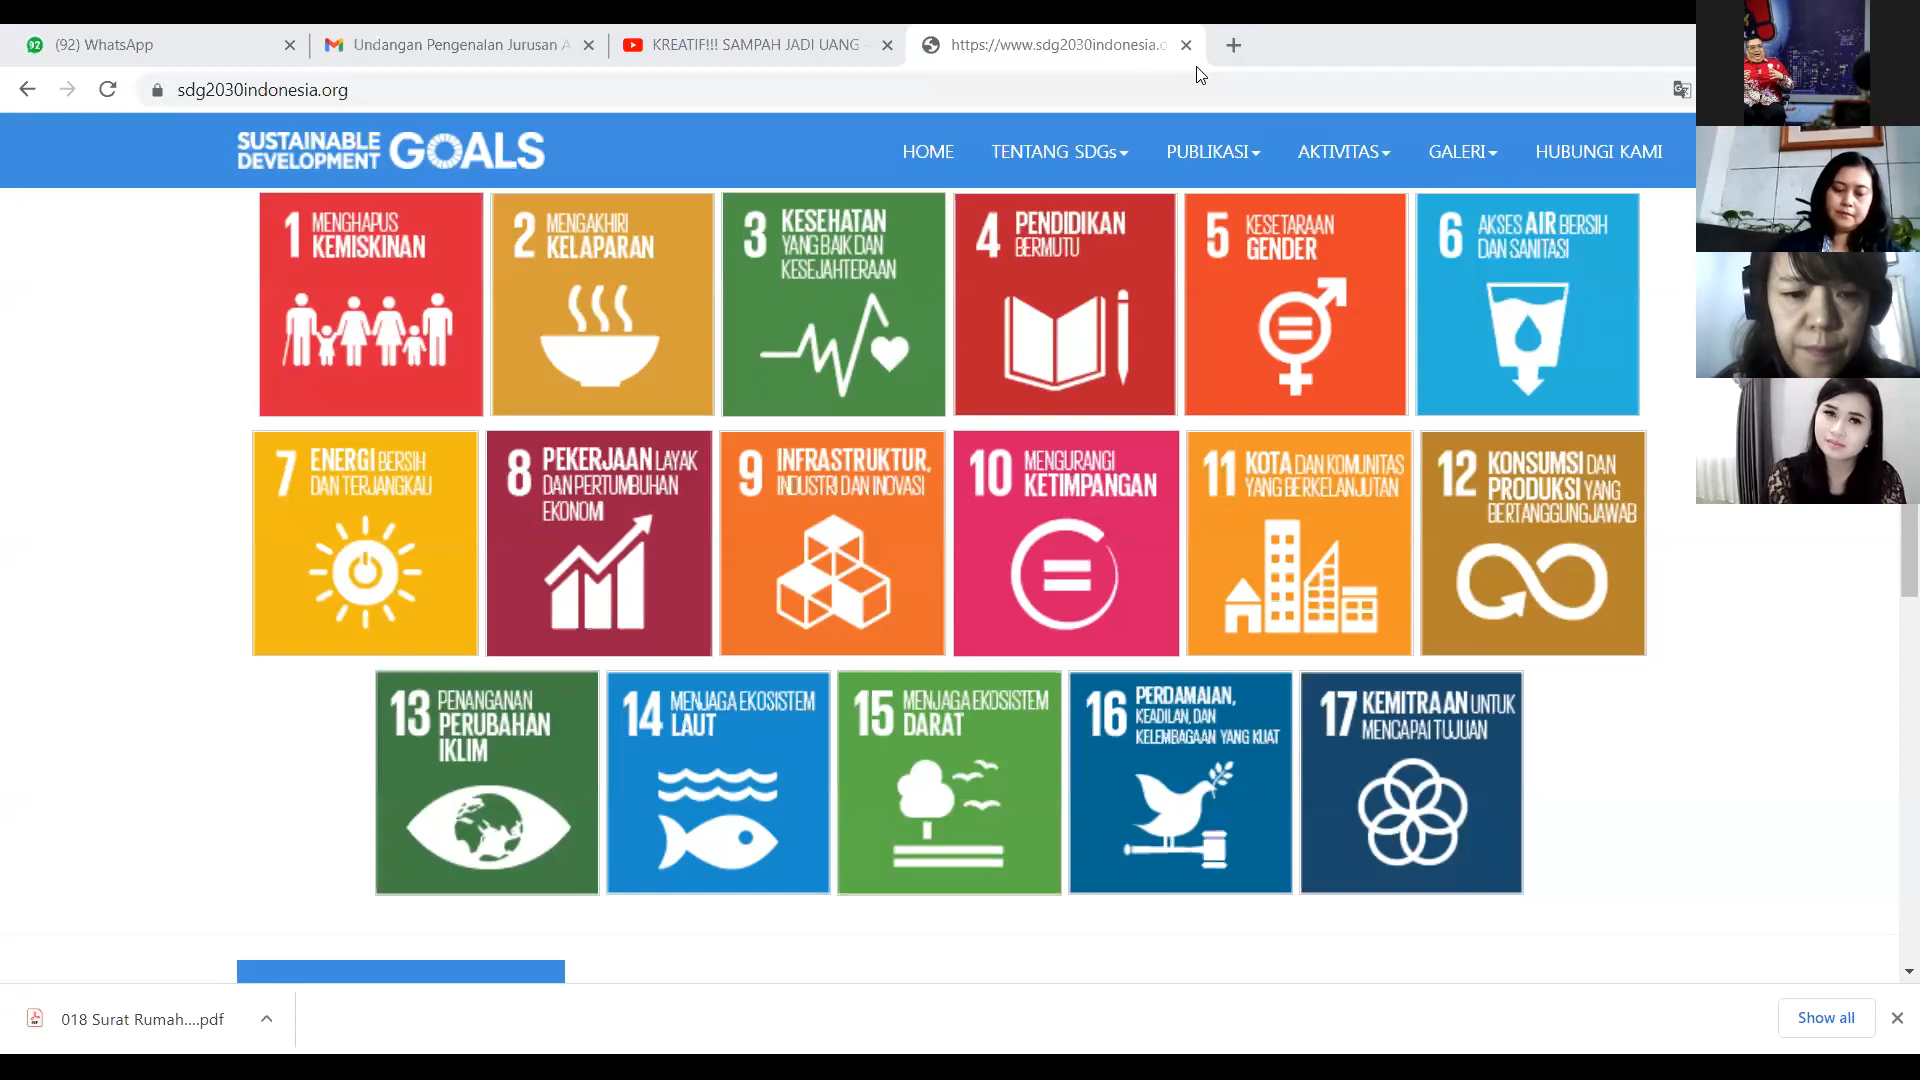 92 (92) WhatsApp
Undangan Pengenalan Jurusan A
KREATIF!!! SAMPAH JADI UANG -
https://www.sdg2030indonesia.o
sdg2030indonesia.org
SUSTAINABLE
DEVELOPMENT GOALS
HOME
TENTANG SDGs
PUBLIKASI
AKTIVITAS
GALERI
HUBUNGI KAMI
1 MENGHAPUS
KEMISKINAN
2 MENGAKHIRI
KELAPARAN
3 KESEHATAN
YANG BAIK DAN
KESEJAHTERAAN
4 PENDIDIKAN
BERMUTU
5 KESETARAAN
GENDER
6 AKSES AIR BERSIH
DAN SANITASI
7 ENERGI BERSIH
DAN TERJANGKAU
8 PEKERJAAN LAYAK
DAN PERTUMBUHAN
EKONOMI
9 INFRASTRUKTUR,
INDUSTRI DAN INOVASI
10 MENGURANGI
KETIMPANGAN
11 KOTA DAN KOMUNITAS
YANG BERKELANJUTAN
12 KONSUMSI DAN
PRODUKSI YANG
BERTANGGUNGJAWAB
13 PENANGANAN
PERUBAHAN
IKLIM
14 MENJAGA EKOSISTEM
LAUT
15 MENJAGA EKOSISTEM
DARAT
16 PERDAMAIAN,
KEADILAN, DAN
KELEMBAGAAN YANG KUAT
17 KEMITRAAN UNTUK
MENCAPAI TUJUAN
018 Surat Rumah....pdf
Show all